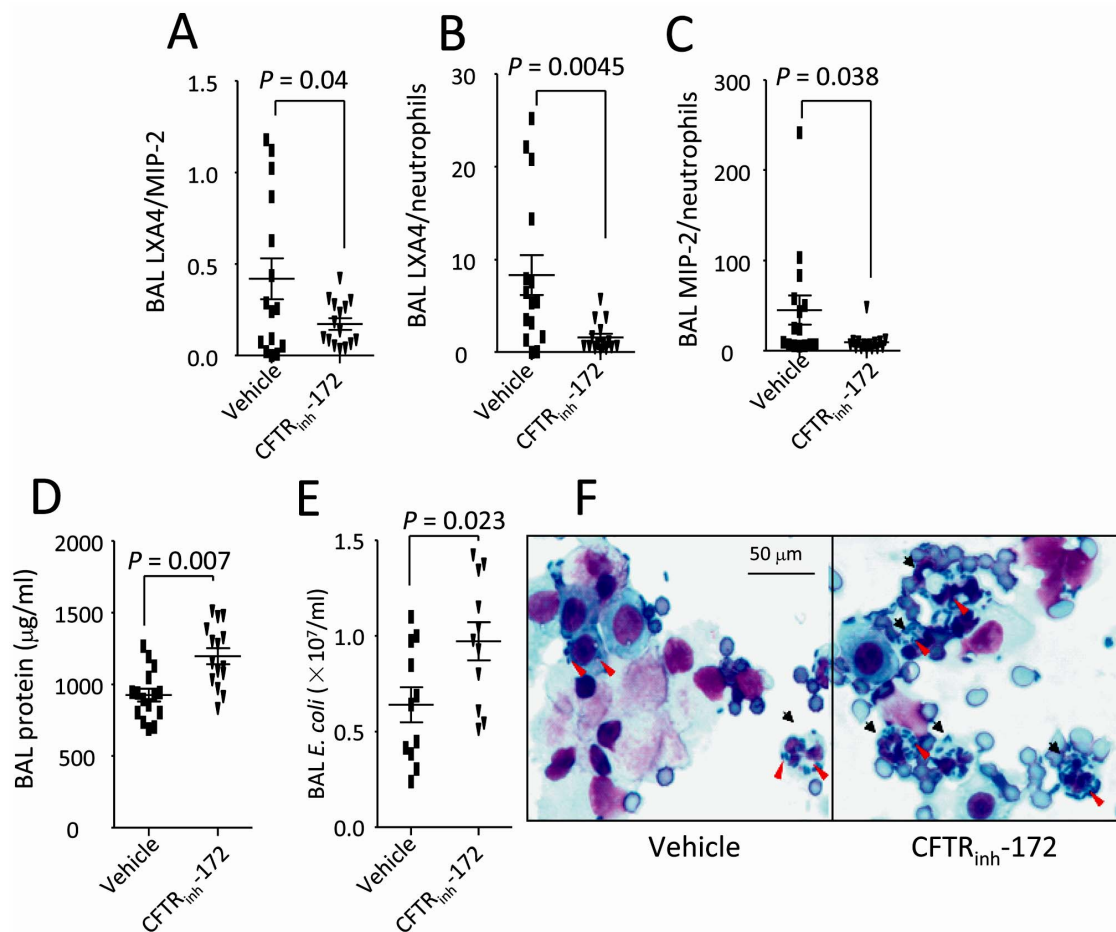 A
P = 0.04
BAL LXA4/MIP-2
1.5
1.0
0.5
0.0
Vehicle
CFTRinh-172
B
P = 0.0045
BAL LXA4/neutrophils
30
20
10
0
Vehicle
CFTRinh-172
C
P = 0.038
BAL MIP-2/neutrophils
300
200
100
0
Vehicle
CFTRinh-172
D
P = 0.007
BAL protein (μg/ml)
2000
1500
1000
500
0
Vehicle
CFTRinh-172
E
P = 0.023
BAL E. coli (× 10⁷/ml)
1.5
1.0
0.5
0.0
Vehicle
CFTRinh-172
F
50 μm
Vehicle
CFTRinh-172